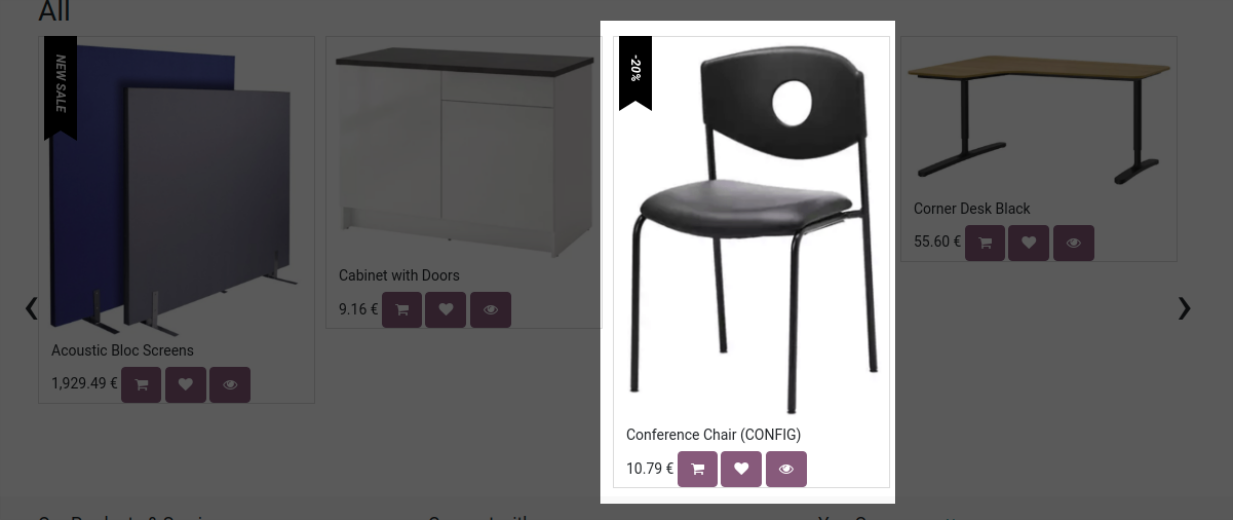 All
NEW SALE
-20%
Corner Desk Black
55.60 €
Cabinet with Doors
9.16 €
Acoustic Bloc Screens
1,929.49 €
Conference Chair (CONFIG)
10.79 €